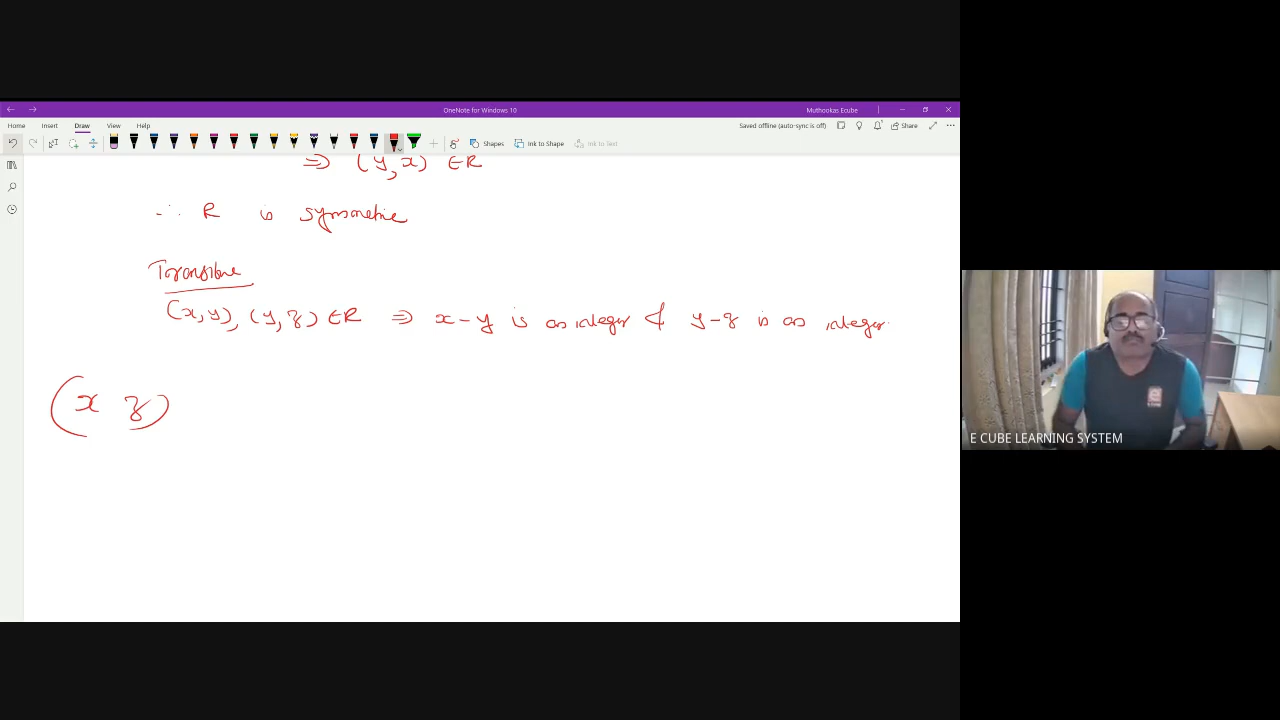 OneNote for Windows 10
Muthookas Ecube
Home Insert Draw View Help
Saved offline (auto-sync is off) Share
Shapes Ink to Shape Ink to Text
⇒ (y, x) ∈ R
∴ R is symmetric
Transitive
(x, y), (y, z) ∈ R ⇒ x - y is an integer & y - z is an integer
(x z)
E CUBE LEARNING SYSTEM